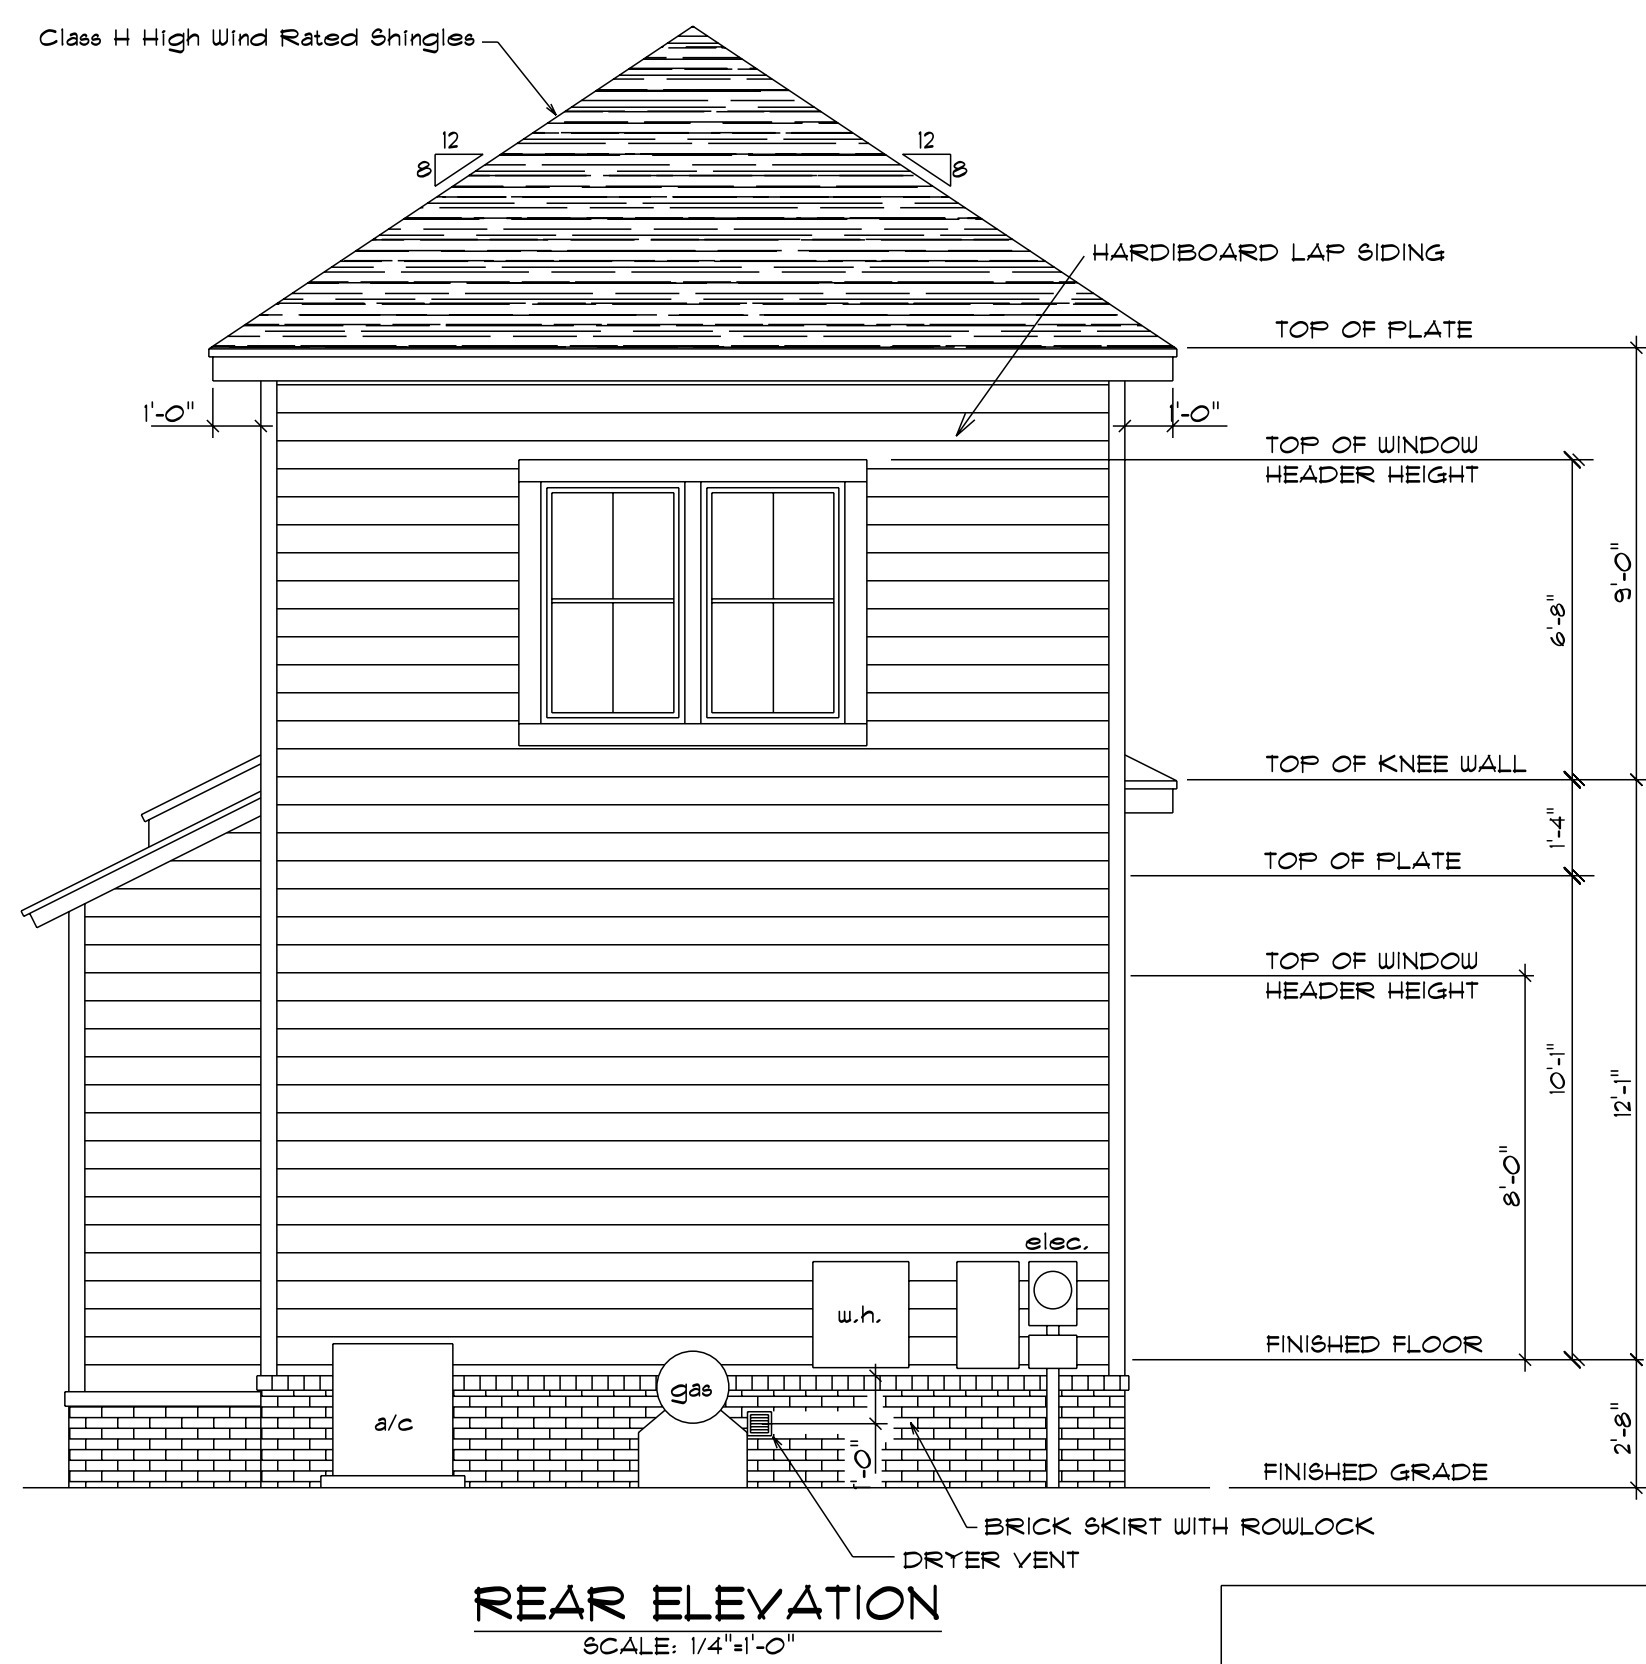 Class H High Wind Rated Shingles
12
8
12
8
HARDIBOARD LAP SIDING
TOP OF PLATE
1'-0"
1'-0"
TOP OF WINDOW
HEADER HEIGHT
9'-0"
6'-8"
TOP OF KNEE WALL
1'-4"
TOP OF PLATE
TOP OF WINDOW
HEADER HEIGHT
10'-1"
12'-1"
8'-0"
elec.
w.h.
FINISHED FLOOR
gas
a/c
2'-8"
FINISHED GRADE
BRICK SKIRT WITH ROWLOCK
DRYER VENT
REAR ELEVATION
SCALE: 1/4"=1'-0"